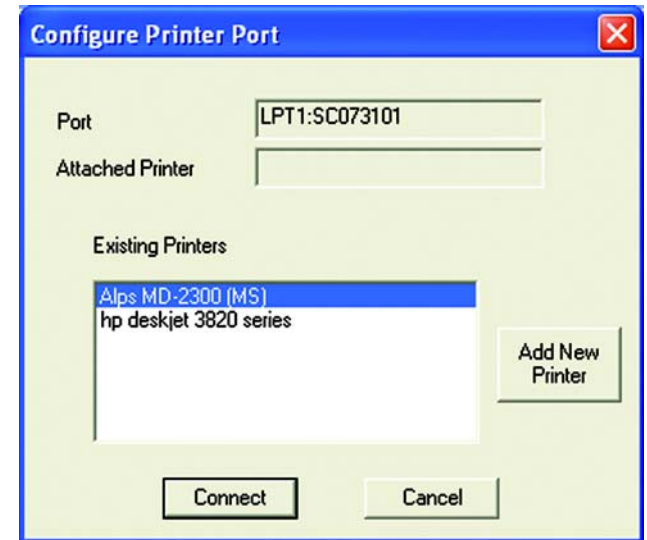 Configure Printer Port
Port
LPT1:SC073101
Attached Printer
Existing Printers
Alps MD-2300 (MS)
hp deskjet 3820 series
Add New
Printer
Connect
Cancel